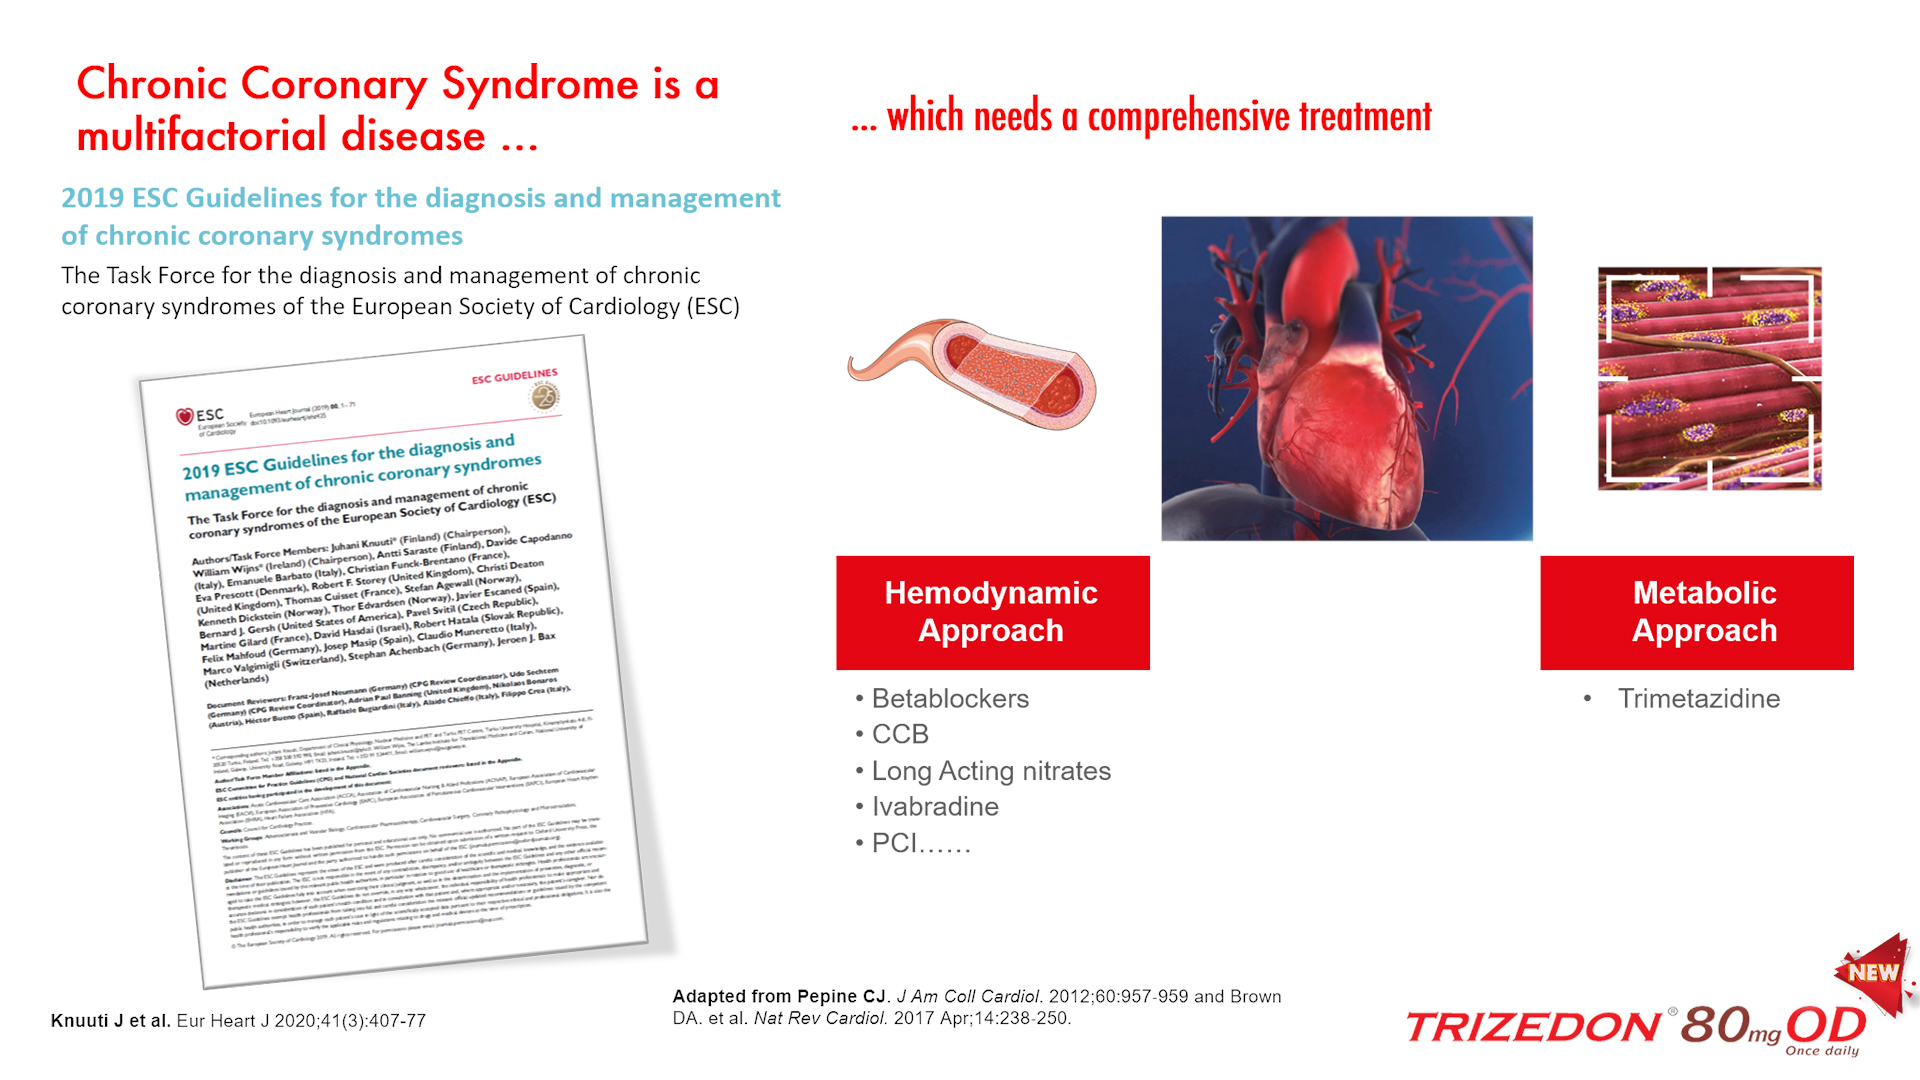 Chronic Coronary Syndrome is a
multifactorial disease ...
2019 ESC Guidelines for the diagnosis and management
of chronic coronary syndromes
The Task Force for the diagnosis and management of chronic
coronary syndromes of the European Society of Cardiology (ESC)
ESC GUIDELINES
ESC
European Society
of Cardiology
European Heart Journal (2019) 00, 1–71
2019 ESC Guidelines for the diagnosis and
management of chronic coronary syndromes
The Task Force for the diagnosis and management of chronic
coronary syndromes of the European Society of Cardiology (ESC)
Authors/Task Force Members: Juhani Knuuti* (Finland) (Chairperson),
William Wijns* (Ireland) (Chairperson), Antti Saraste (Finland), Davide Capodanno
(Italy), Emanuele Barbato (Italy), Christian Funck-Brentano (France),
Eva Prescott (Denmark), Robert F. Storey (United Kingdom), Christi Deaton
(United Kingdom), Thomas Cuisset (France), Stefan Agewall (Norway),
Kenneth Dickstein (Norway), Thor Edvardsen (Norway), Javier Escaned (Spain),
Bernard J. Gersh (United States of America), Pavel Svitil (Czech Republic),
Martine Gilard (France), David Hasdai (Israel), Robert Hatala (Slovak Republic),
Felix Mahfoud (Germany), Josep Masip (Spain), Claudio Muneretto (Italy),
Marco Valgimigli (Switzerland), Stephan Achenbach (Germany), Jeroen J. Bax
(Netherlands)
Document Reviewers: Franz-Josef Neumann (Germany) (CPG Review Coordinator), Udo Sechtem
(Germany) (CPG Review Coordinator), Adrian Paul Banning (United Kingdom), Nikolaos Bonaros
(Austria), Héctor Bueno (Spain), Raffaele Bugiardini (Italy), Alaide Chieffo (Italy), Filippo Crea (Italy),
Knuuti J et al. Eur Heart J 2020;41(3):407-77
... which needs a comprehensive treatment
Hemodynamic
Approach
• Betablockers
• CCB
• Long Acting nitrates
• Ivabradine
• PCI......
Metabolic
Approach
• Trimetazidine
Adapted from Pepine CJ. J Am Coll Cardiol. 2012;60:957-959 and Brown
DA. et al. Nat Rev Cardiol. 2017 Apr;14:238-250.
NEW
TRIZEDON® 80mg OD
Once daily